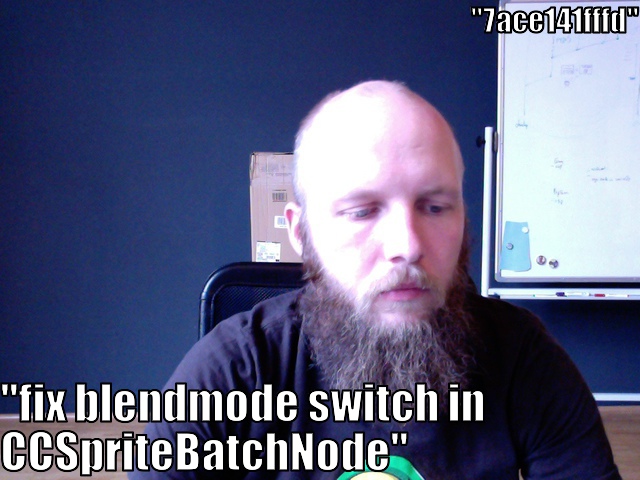 "7ace141fffd"
"fix blendmode switch in
CCSpriteBatchNode"